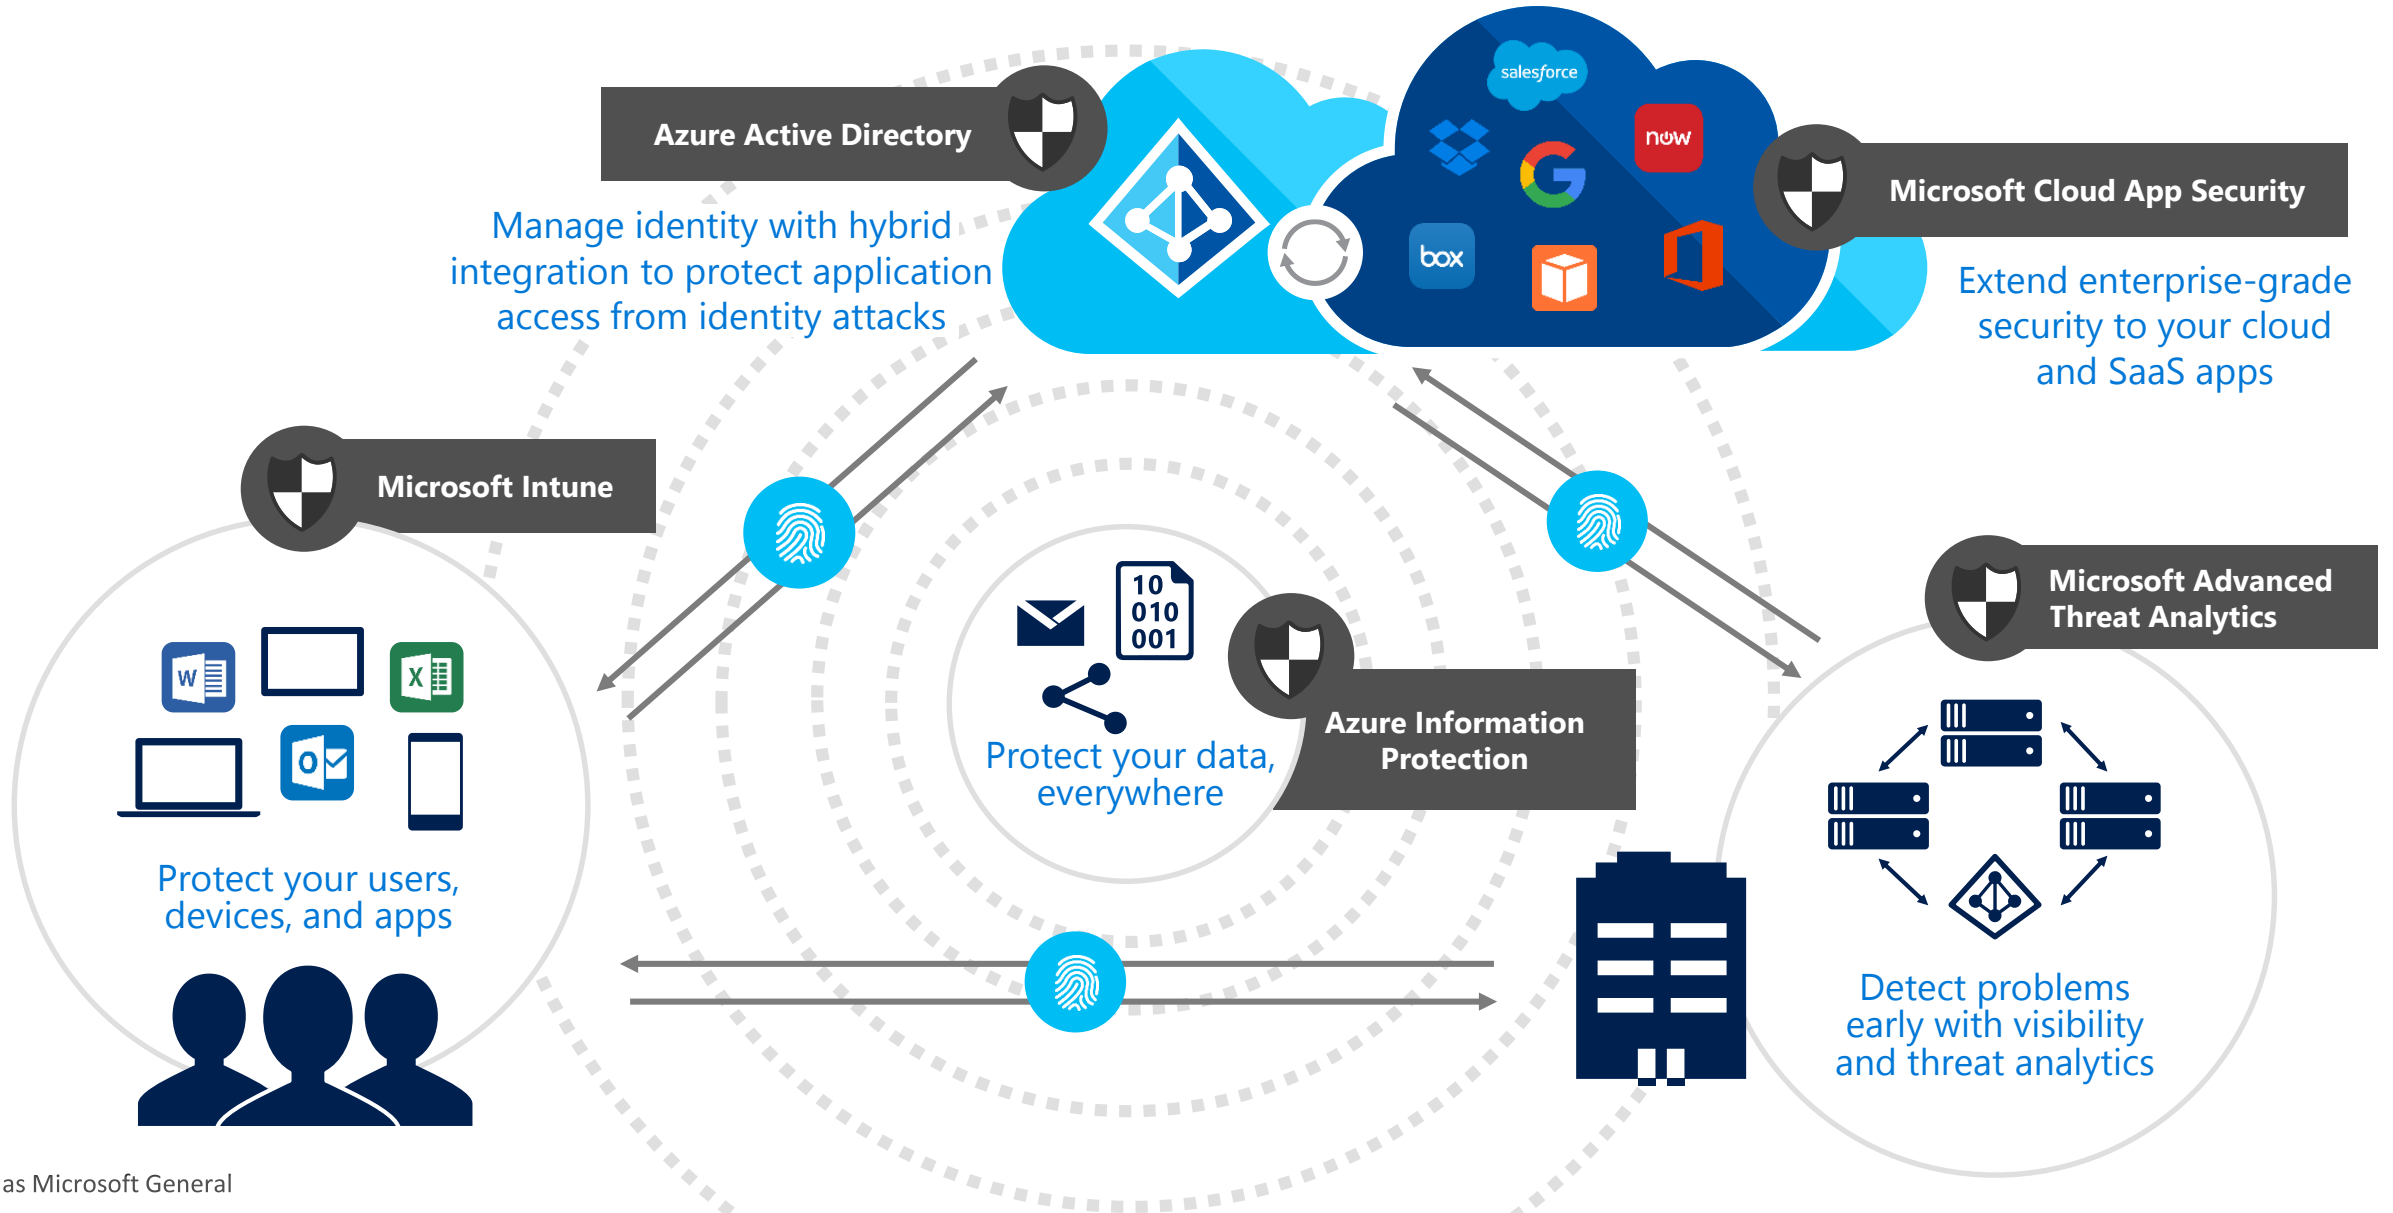 salesforce
now
box
Azure Active Directory
Manage identity with hybrid
integration to protect application
access from identity attacks
Microsoft Cloud App Security
Extend enterprise-grade
security to your cloud
and SaaS apps
Microsoft Intune
W
X
O
Protect your users,
devices, and apps
10
010
001
Azure Information
Protection
Protect your data,
everywhere
Microsoft Advanced
Threat Analytics
Detect problems
early with visibility
and threat analytics
as Microsoft General